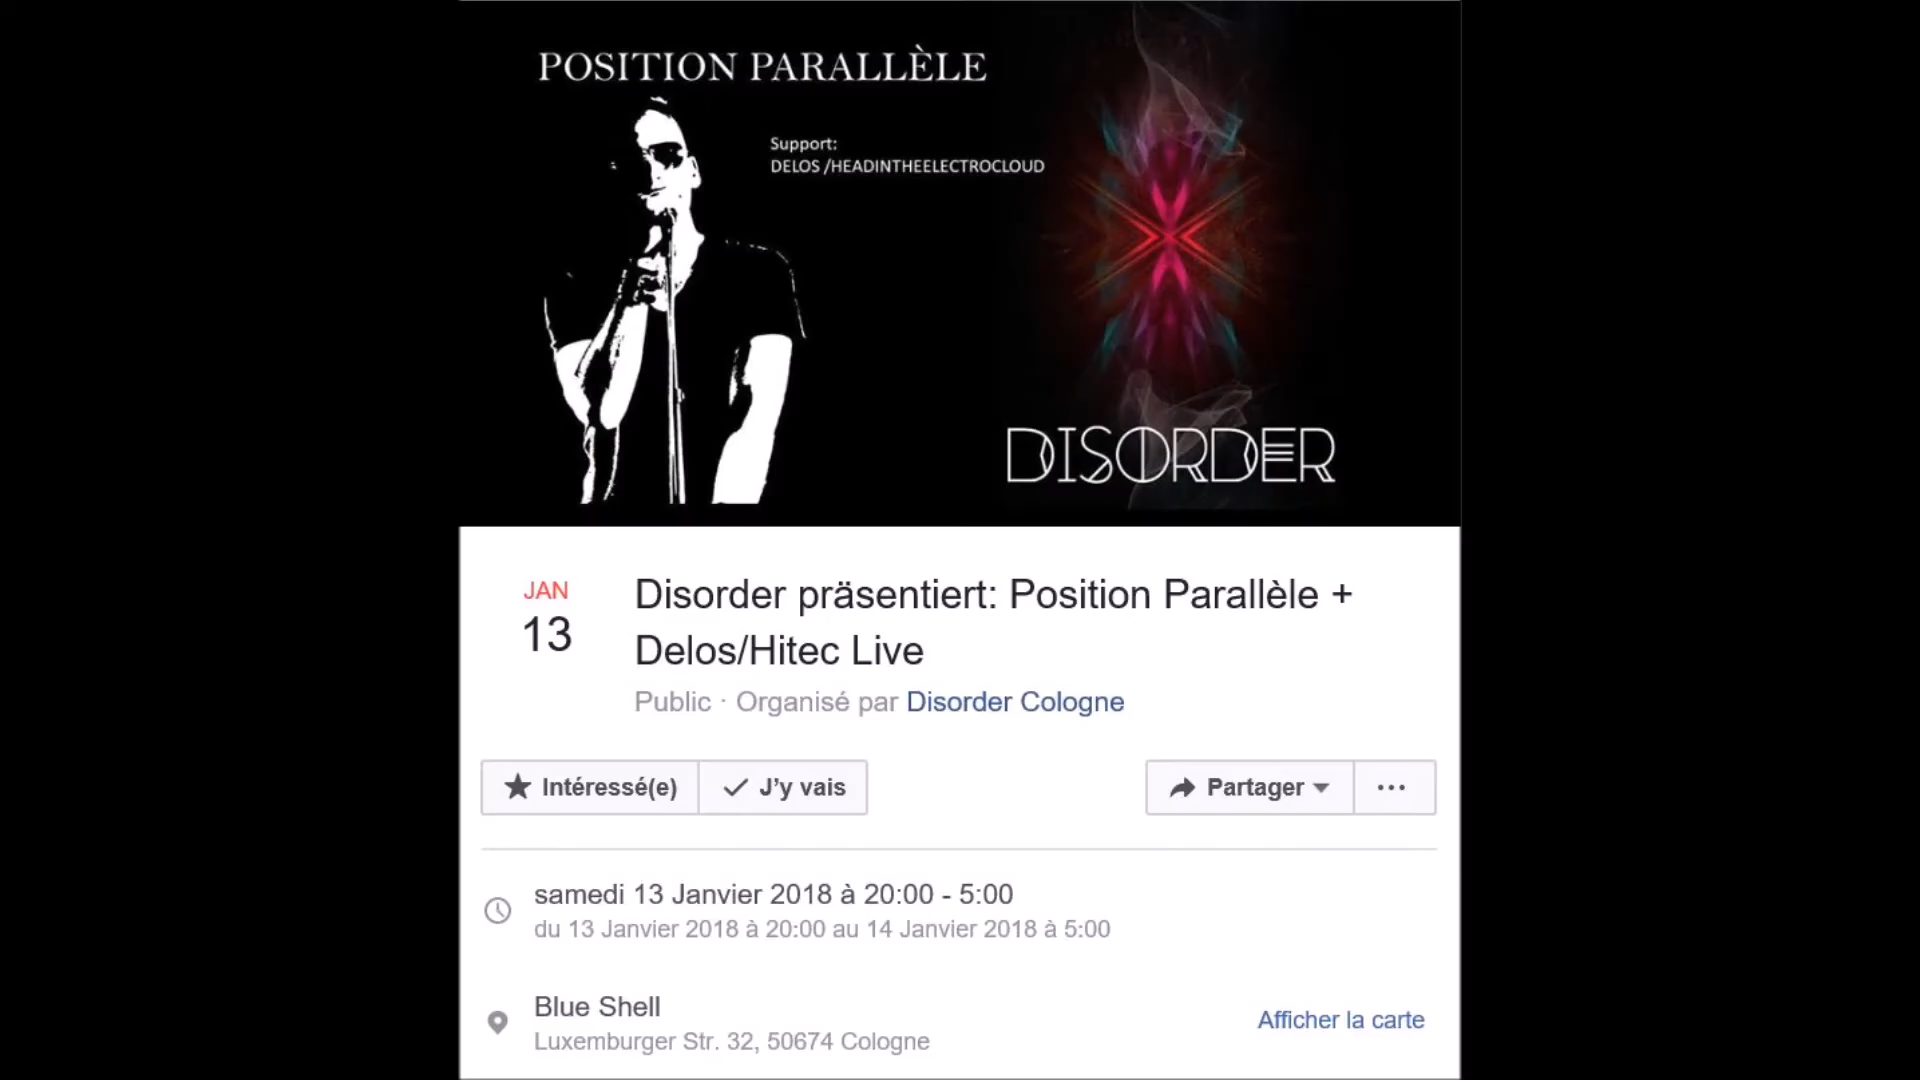 POSITION PARALLÈLE
Support:
DELOS /HEADINTHEELECTROCLOUD
DISORDER
JAN
13
Disorder präsentiert: Position Parallèle +
Delos/Hitec Live
Public · Organisé par Disorder Cologne
Intéressé(e)
J’y vais
Partager
samedi 13 Janvier 2018 à 20:00 - 5:00
du 13 Janvier 2018 à 20:00 au 14 Janvier 2018 à 5:00
Blue Shell
Luxemburger Str. 32, 50674 Cologne
Afficher la carte